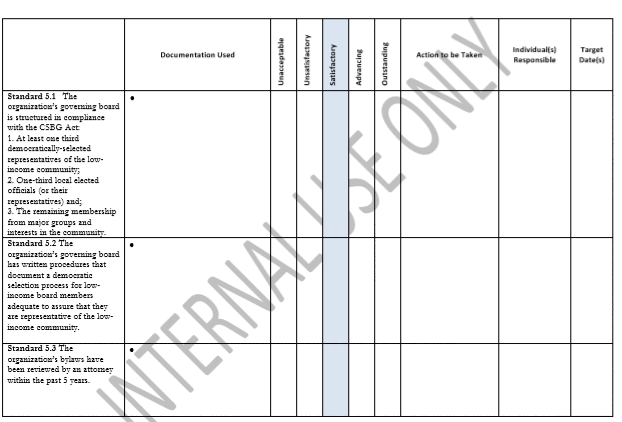 Documentation Used
Unacceptable
Unsatisfactory
Satisfactory
Advancing
Outstanding
Action to be Taken
Individual(s)
Responsible
Target
Date(s)
Standard 5.1 The
organization's governing board
is structured in compliance
with the CSBG Act:
1. At least one third
democratically-selected
representatives of the low-
income community;
2. One-third local elected
officials (or their
representatives) and;
3. The remaining membership
from major groups and
interests in the community.
•
Standard 5.2 The
organization's governing board
has written procedures that
document a democratic
selection process for low-
income board members
adequate to assure that they
are representative of the low-
income community.
•
Standard 5.3 The
organization's bylaws have
been reviewed by an attorney
within the past 5 years.
•
INTERNAL USE ONLY